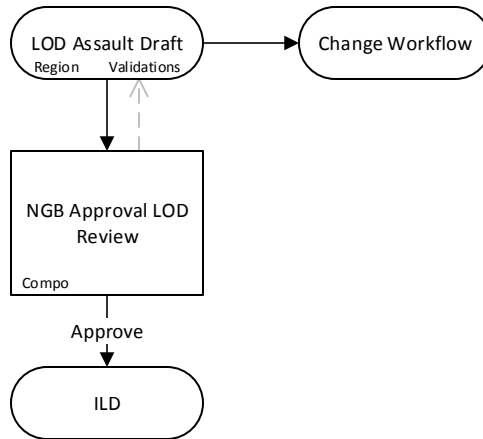 LOD Assault Draft
Region Validations
Change Workflow
NGB Approval LOD
Review
Compo
Approve
ILD